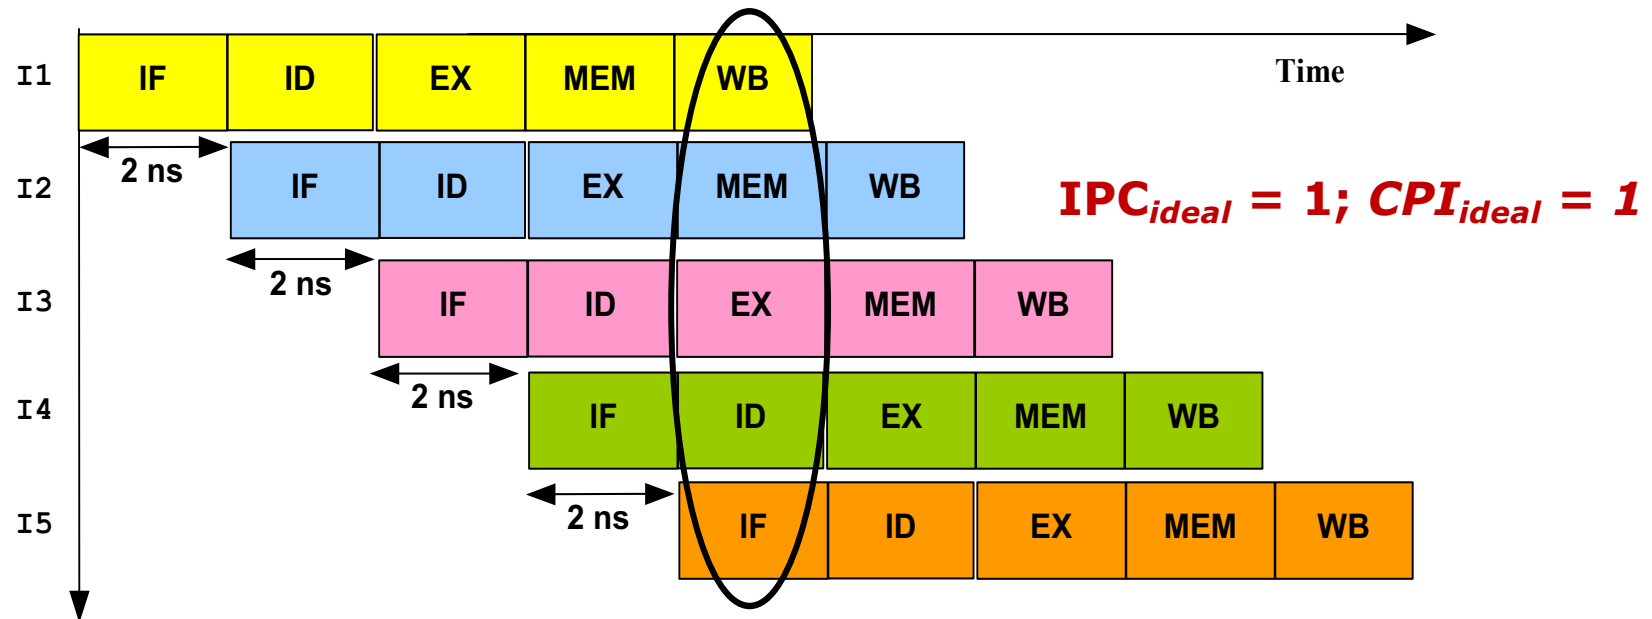 I1 IF ID EX MEM WB Time
2 ns
I2 IF ID EX MEM WB IPCideal = 1; CPIideal = 1
2 ns
I3 IF ID EX MEM WB
2 ns
I4 IF ID EX MEM WB
2 ns
I5 IF ID EX MEM WB